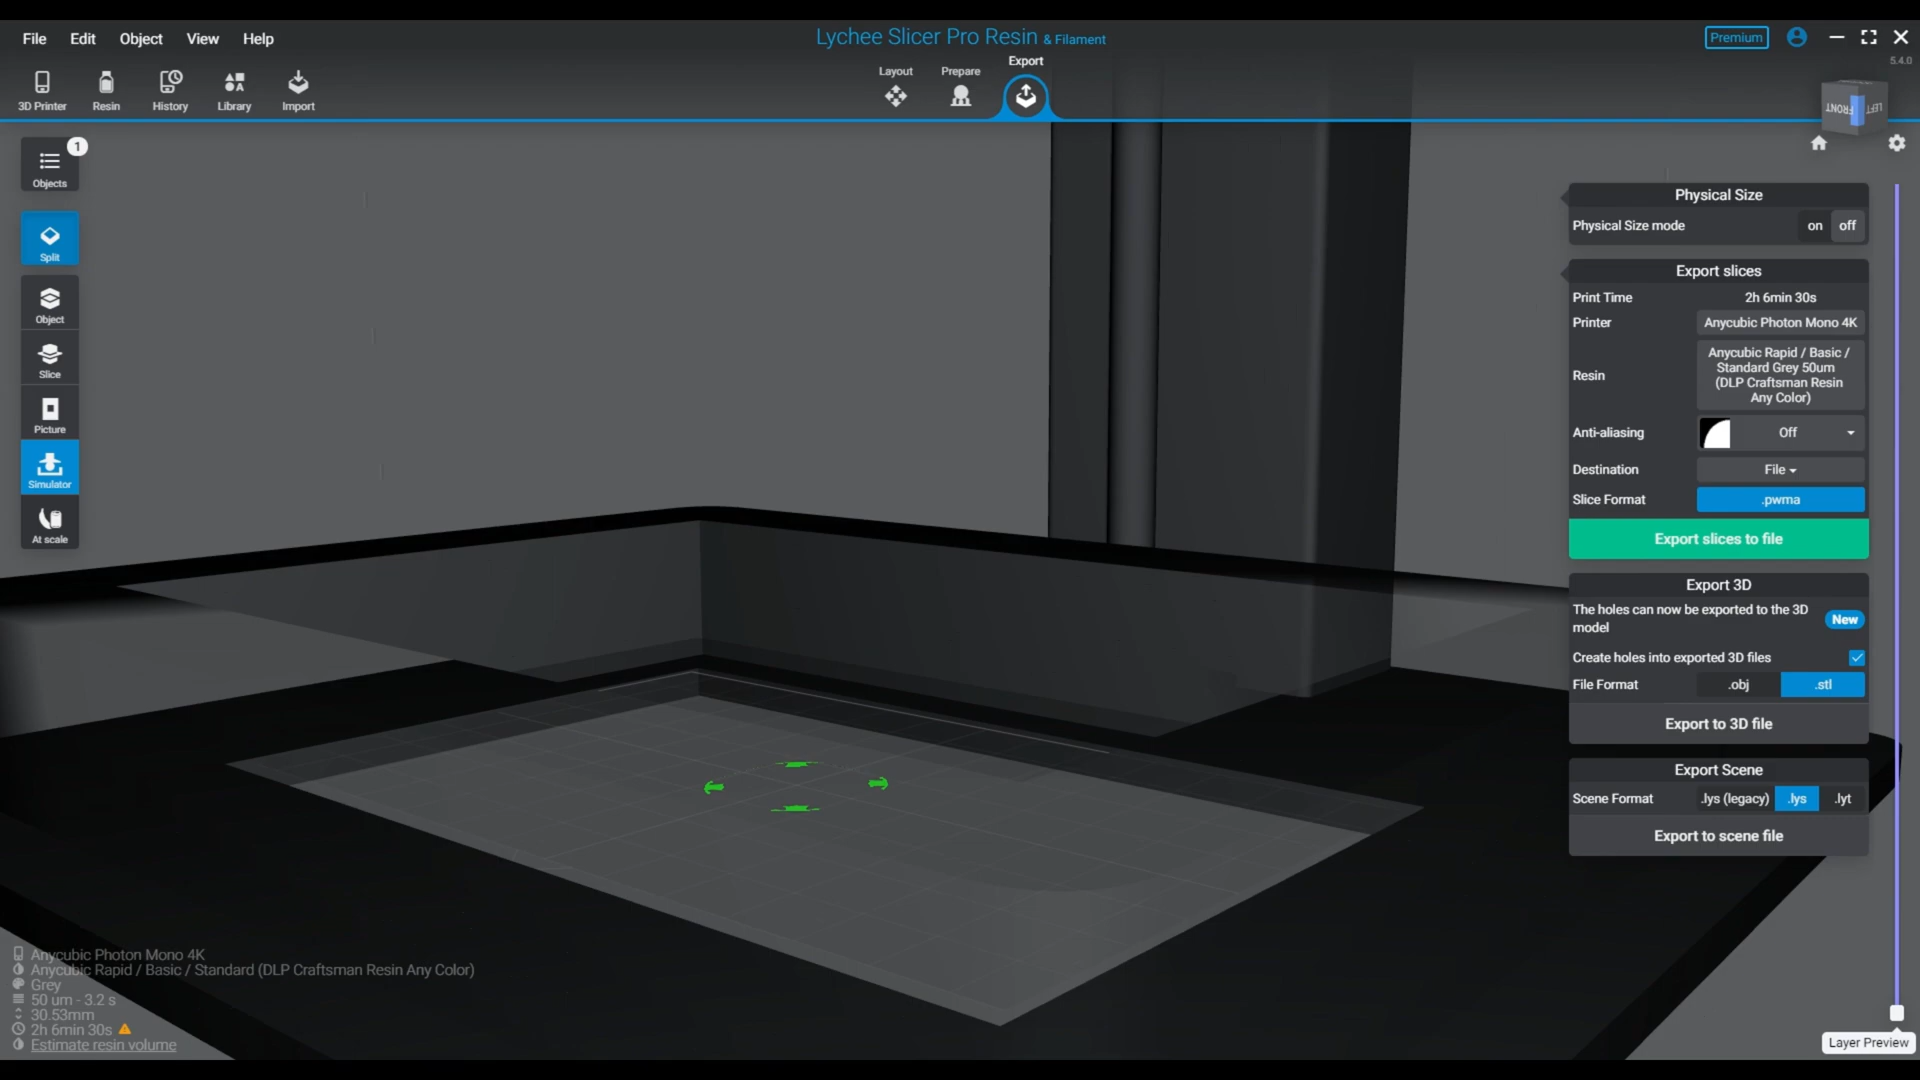 File Edit Object View Help
Lychee Slicer Pro Resin & Filament
Premium
5.4.0
3D Printer Resin History Library Import
Layout Prepare Export
FRONT LEFT
1
Objects
Split
Object
Slice
Picture
Simulator
At scale
Physical Size
Physical Size mode on off
Export slices
Print Time 2h 6min 30s
Printer Anycubic Photon Mono 4K
Resin
Anycubic Rapid / Basic /
Standard Grey 50um
(DLP Craftsman Resin
Any Color)
Anti-aliasing Off
Destination File
Slice Format .pwma
Export slices to file
Export 3D
The holes can now be exported to the 3D
model
New
Create holes into exported 3D files
File Format .obj .stl
Export to 3D file
Export Scene
Scene Format .lys (legacy) .lys .lyt
Export to scene file
Anycubic Photon Mono 4K
Anycubic Rapid / Basic / Standard (DLP Craftsman Resin Any Color)
Grey
50 um - 3.2 s
30.53mm
2h 6min 30s
Estimate resin volume
Layer Preview